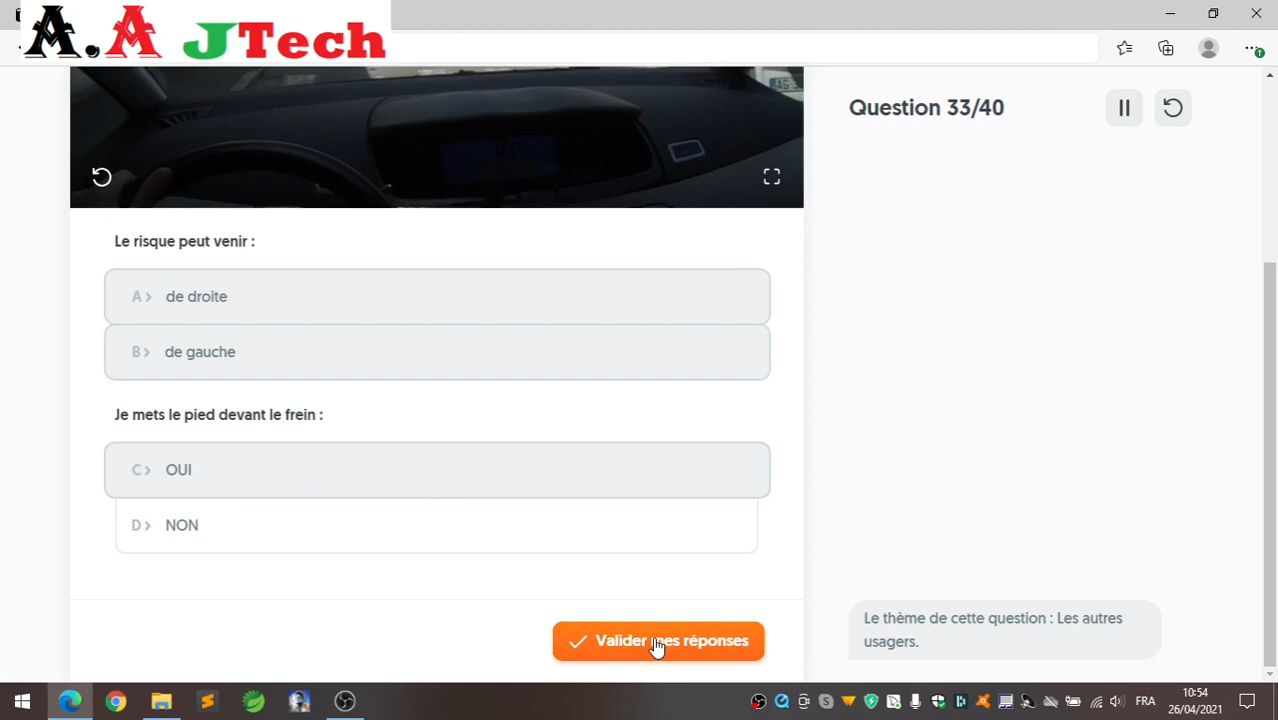 A.A JTech
Question 33/40
Le risque peut venir :
A > de droite
B > de gauche
Je mets le pied devant le frein :
C > OUI
D > NON
Valider mes réponses
Le thème de cette question : Les autres
usagers.
FRA
10:54
26/04/2021